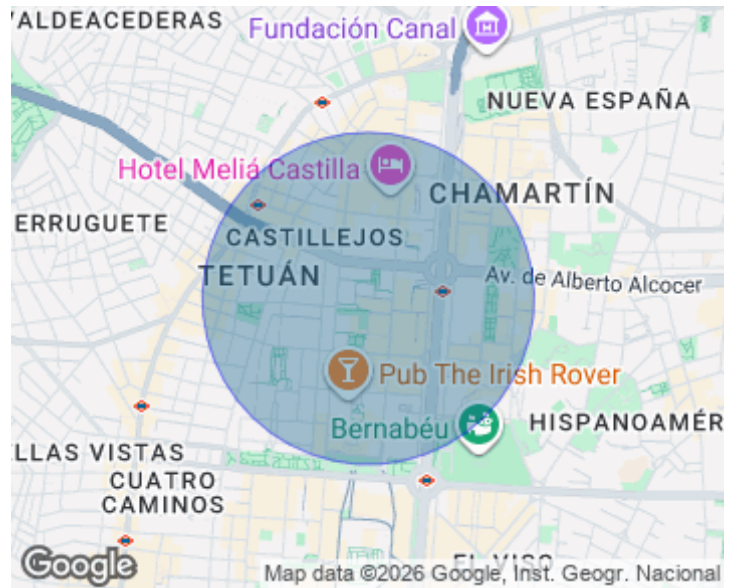 VALDEACEDERAS
Fundación Canal
NUEVA ESPAÑA
Hotel Meliá Castilla
CHAMARTÍN
ERRUGUETE
CASTILLEJOS
TETUÁN
Av. de Alberto Alcocer
Pub The Irish Rover
Bernabéu
HISPANOAMÉR
LLAS VISTAS
CUATRO
CAMINOS
EL VISO
Google
Map data ©2026 Google, Inst. Geogr. Nacional